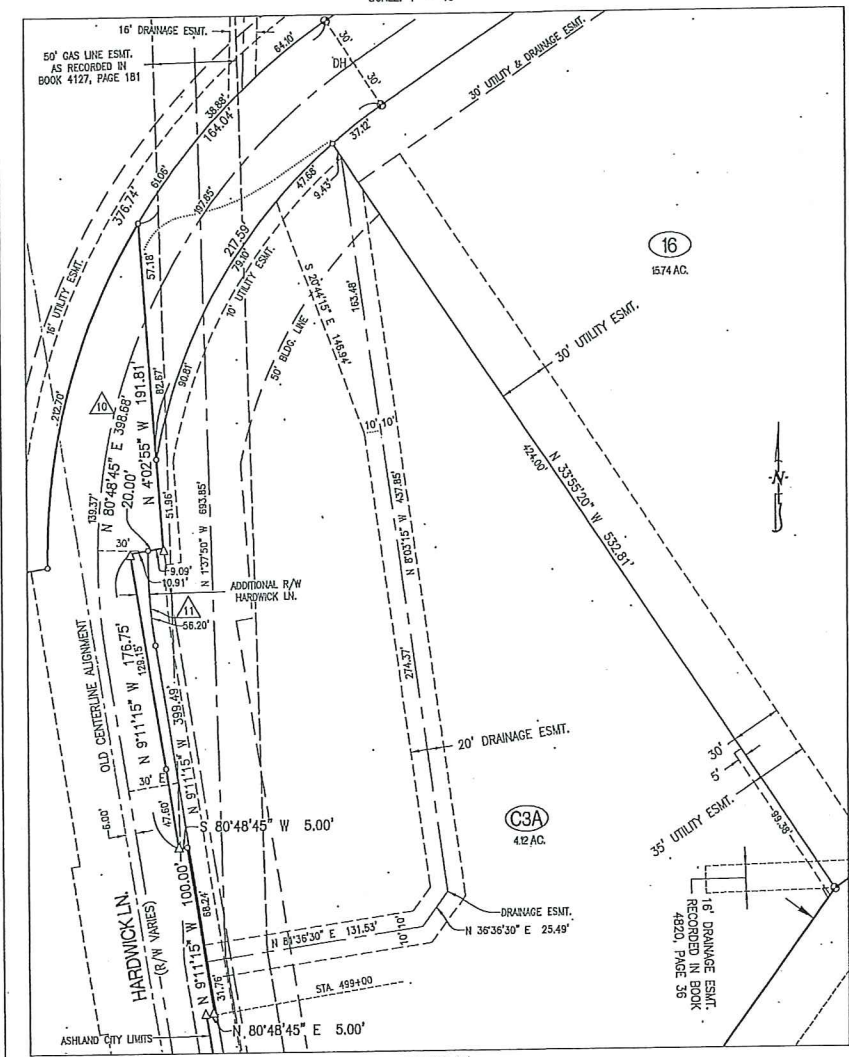 16' DRAINAGE ESMT.
50' GAS LINE ESMT.
AS RECORDED IN
BOOK 4127, PAGE 181
64.10'
30'
30'
HD
30' UTILITY & DRAINAGE ESMT.
38.88'
164.04'
37.12'
61.06'
376.74'
197.85'
47.68'
9.43'
217.59'
79.10'
57.18'
10' UTILITY ESMT.
16' UTILITY ESMT.
S 20°44'15" E 146.94'
163.48'
16
15.74 AC.
30' UTILITY ESMT.
50' BLDG. LINE
90.81'
82.67'
212.70'
10
N 80°48'45" E 398.68'
20.00'
N 4°02'55" W 191.81'
10' 10'
424.00'
N 33°55'20" W 532.81'
-N-
139.37'
51.96'
N 1°37'50" W 693.85'
N 8°03'15" W 437.85'
30'
9.09'
10.91'
ADDITIONAL R/W
HARDWICK LN.
11
56.20'
OLD CENTERLINE ALIGNMENT
N 9°11'15" W 176.75'
129.15'
N 9°11'15" W 399.49'
274.37'
20' DRAINAGE ESMT.
30'
5'
30' E
6.00'
47.60'
S 80°48'45" W 5.00'
C3A
4.12 AC.
35' UTILITY ESMT.
99.38'
HARDWICK LN.
(R/W VARIES)
N 9°11'15" W 100.00'
68.24'
16' DRAINAGE ESMT.
RECORDED IN BOOK
4820, PAGE 36
DRAINAGE ESMT.
N 36°36'30" E 25.49'
N 81°36'30" E 131.53'
10' 10'
31.76'
STA. 499+00
N 80°48'45" E 5.00'
ASHLAND CITY LIMITS